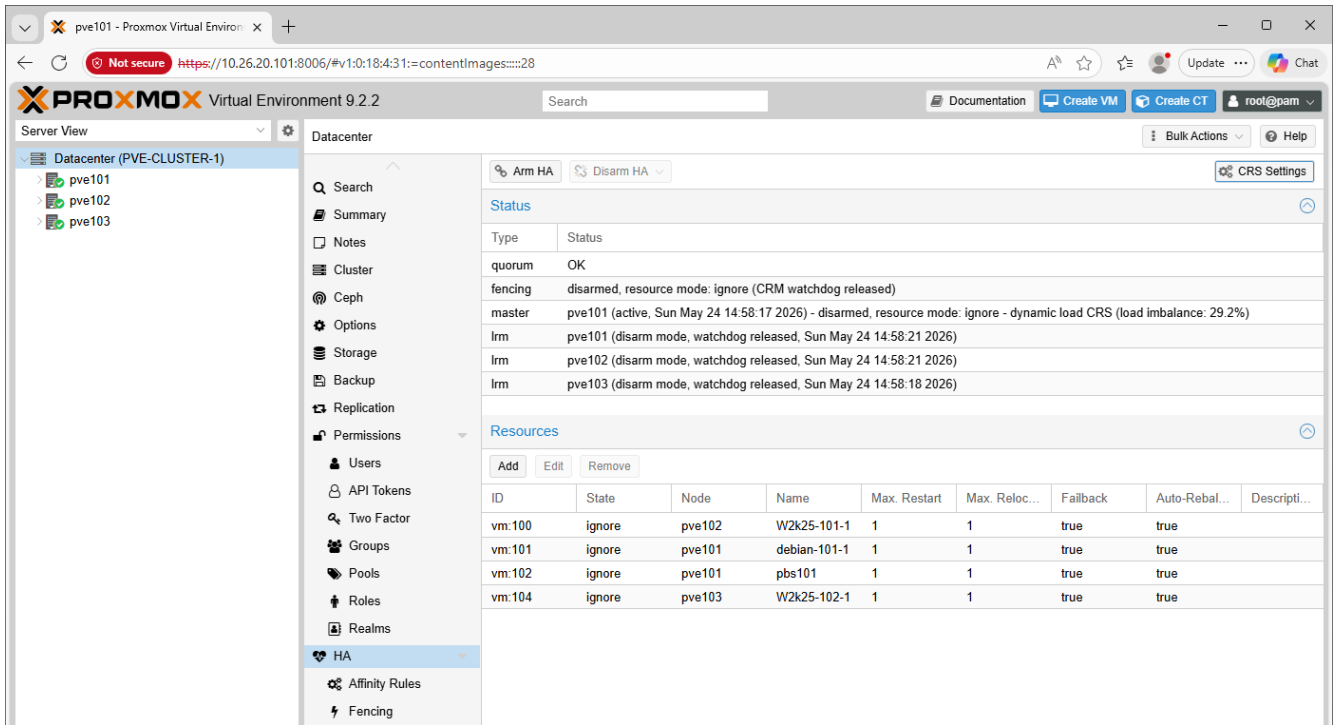 pve101 - Proxmox Virtual Environ
Not secure https://10.26.20.101:8006/#v1:0:18:4:31:=contentImages:::::28
Update
Chat
PROXMOX Virtual Environment 9.2.2
Search
Documentation
Create VM
Create CT
root@pam
Server View
Datacenter (PVE-CLUSTER-1)
pve101
pve102
pve103
Datacenter
Bulk Actions
Help
Search
Summary
Notes
Cluster
Ceph
Options
Storage
Backup
Replication
Permissions
Users
API Tokens
Two Factor
Groups
Pools
Roles
Realms
HA
Affinity Rules
Fencing
Arm HA
Disarm HA
CRS Settings
Status
Type Status
quorum OK
fencing disarmed, resource mode: ignore (CRM watchdog released)
master pve101 (active, Sun May 24 14:58:17 2026) - disarmed, resource mode: ignore - dynamic load CRS (load imbalance: 29.2%)
lrm pve101 (disarm mode, watchdog released, Sun May 24 14:58:21 2026)
lrm pve102 (disarm mode, watchdog released, Sun May 24 14:58:21 2026)
lrm pve103 (disarm mode, watchdog released, Sun May 24 14:58:18 2026)
Resources
Add Edit Remove
ID State Node Name Max. Restart Max. Reloc... Failback Auto-Rebal... Descripti...
vm:100 ignore pve102 W2k25-101-1 1 1 true true
vm:101 ignore pve101 debian-101-1 1 1 true true
vm:102 ignore pve101 pbs101 1 1 true true
vm:104 ignore pve103 W2k25-102-1 1 1 true true